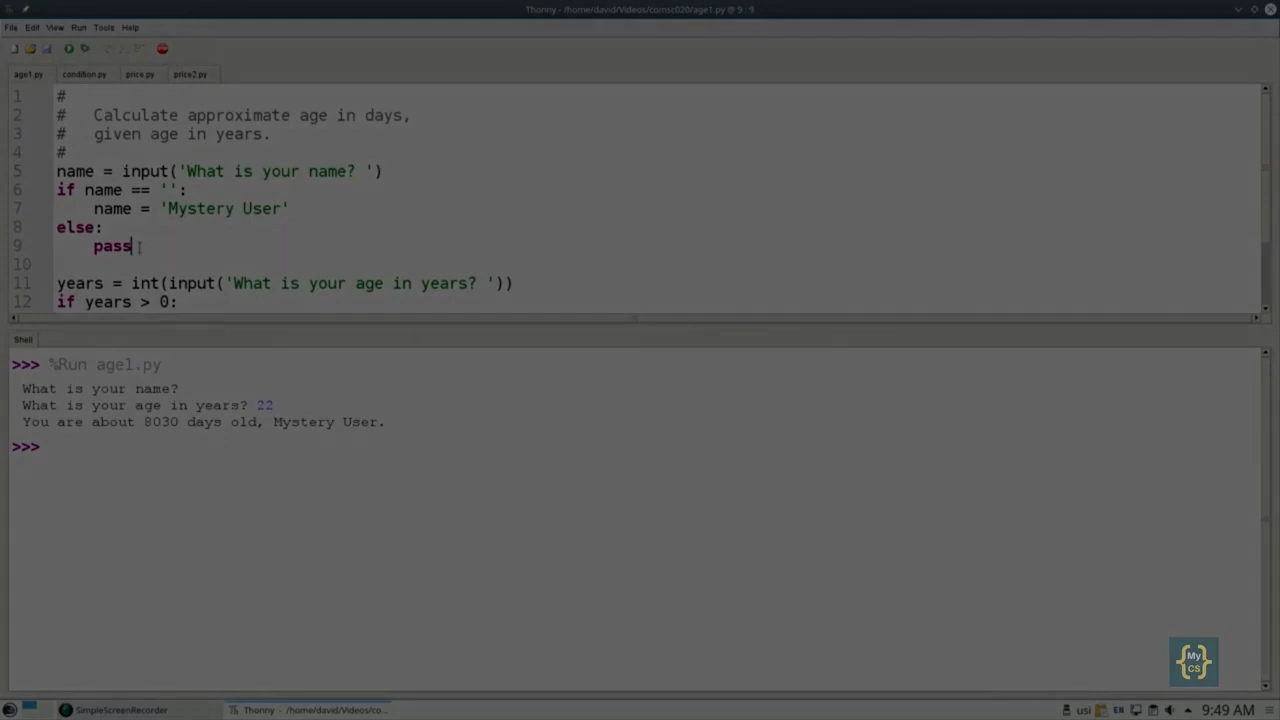 Thonny - /home/david/Videos/comsc020/age1.py @ 9 : 9
File Edit View Run Tools Help
age1.py condition.py price.py price2.py
1 #
2 #   Calculate approximate age in days,
3 #   given age in years.
4 #
5 name = input('What is your name? ')
6 if name == '':
7     name = 'Mystery User'
8 else:
9     pass
10
11 years = int(input('What is your age in years? '))
12 if years > 0:
Shell
>>> %Run age1.py
What is your name?
What is your age in years? 22
You are about 8030 days old, Mystery User.
>>>
My
CS
SimpleScreenRecorder Thonny - /home/david/Videos/co... usi EN 9:49 AM